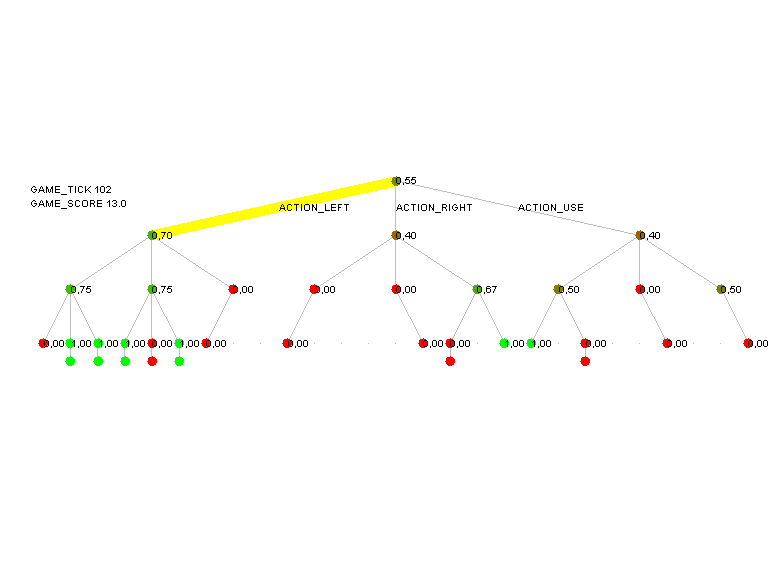 0,55
GAME_TICK 102
GAME_SCORE 13.0
ACTION_LEFT ACTION_RIGHT ACTION_USE
0,70 0,40 0,40
0,75 0,75 0,00 0,00 0,00 0,67 0,50 0,00 0,50
0,00 1,00 1,00 1,00 0,00 1,00 0,00 0,00 0,00 0,00 1,00 1,00 0,00 0,00 0,00